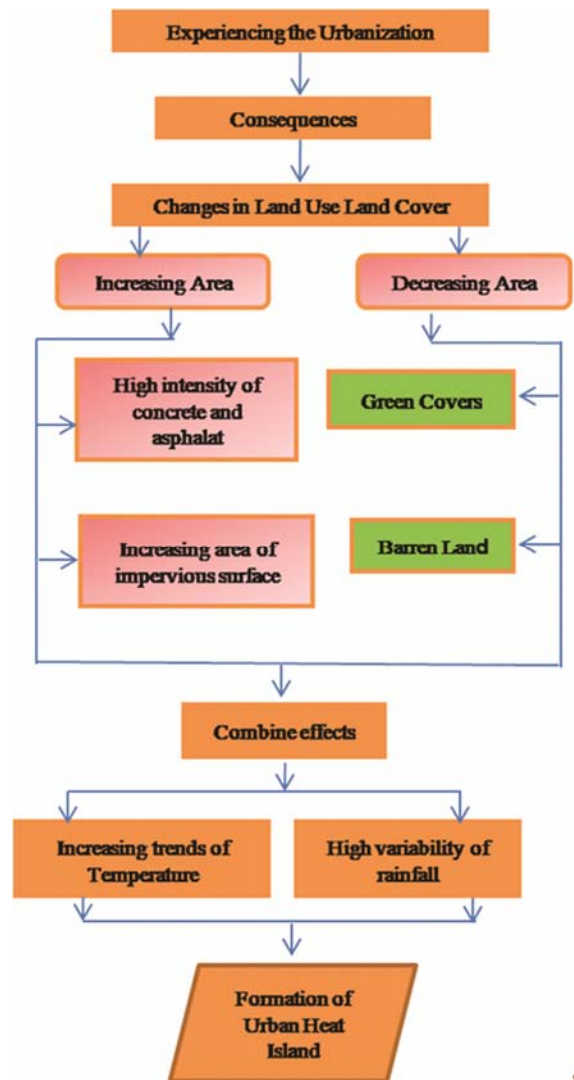 Experiencing the Urbanization
Consequences
Changes in Land Use Land Cover
Increasing Area
Decreasing Area
High intensity of
concrete and
asphalat
Green Covers
Increasing area of
impervious surface
Barren Land
Combine effects
Increasing trends of
Temperature
High variability of
rainfall
Formation of
Urban Heat
Island